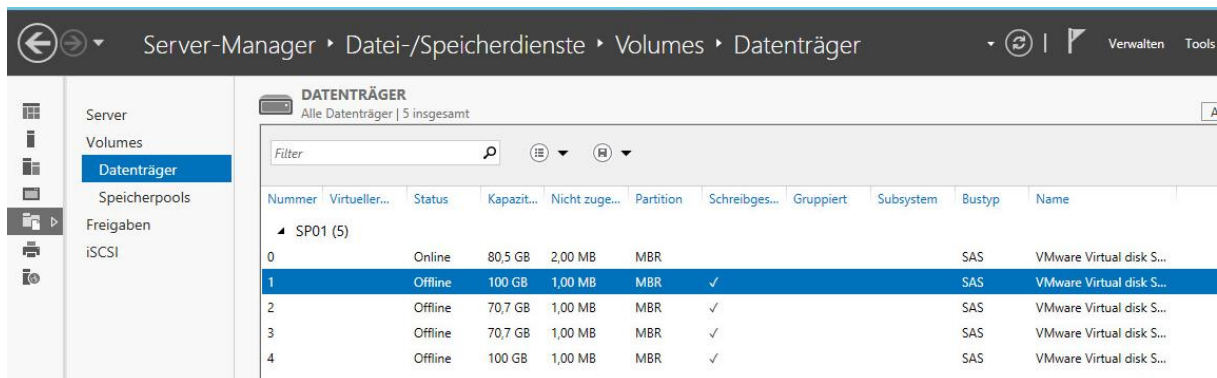 Server-Manager ‣ Datei-/Speicherdienste ‣ Volumes ‣ Datenträger
Verwalten Tools
Server
Volumes
Datenträger
Speicherpools
Freigaben
iSCSI
DATENTRÄGER
Alle Datenträger | 5 insgesamt
Filter
Nummer Virtueller... Status Kapazit... Nicht zuge... Partition Schreibges... Gruppiert Subsystem Bustyp Name
SP01 (5)
0 Online 80,5 GB 2,00 MB MBR SAS VMware Virtual disk S...
1 Offline 100 GB 1,00 MB MBR ✓ SAS VMware Virtual disk S...
2 Offline 70,7 GB 1,00 MB MBR ✓ SAS VMware Virtual disk S...
3 Offline 70,7 GB 1,00 MB MBR ✓ SAS VMware Virtual disk S...
4 Offline 100 GB 1,00 MB MBR ✓ SAS VMware Virtual disk S...